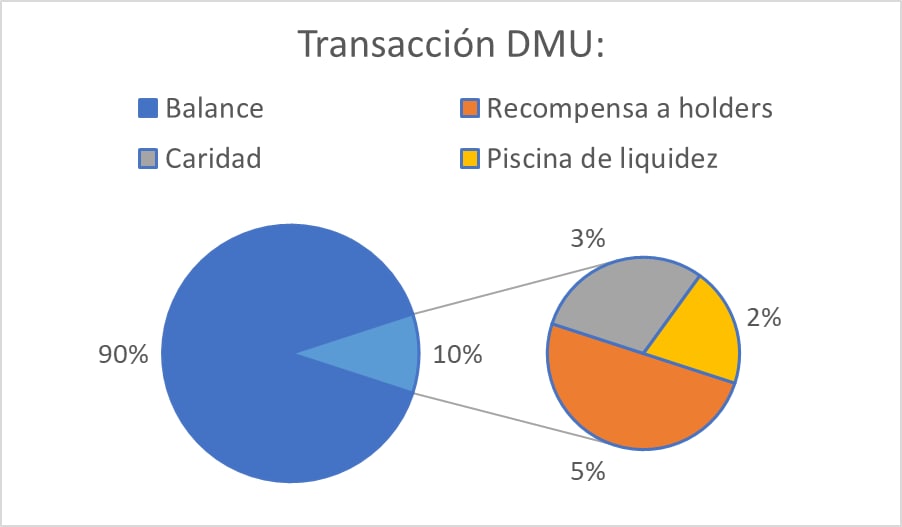 Transacción DMU:
Balance
Recompensa a holders
Caridad
Piscina de liquidez
3%
2%
90%
10%
5%